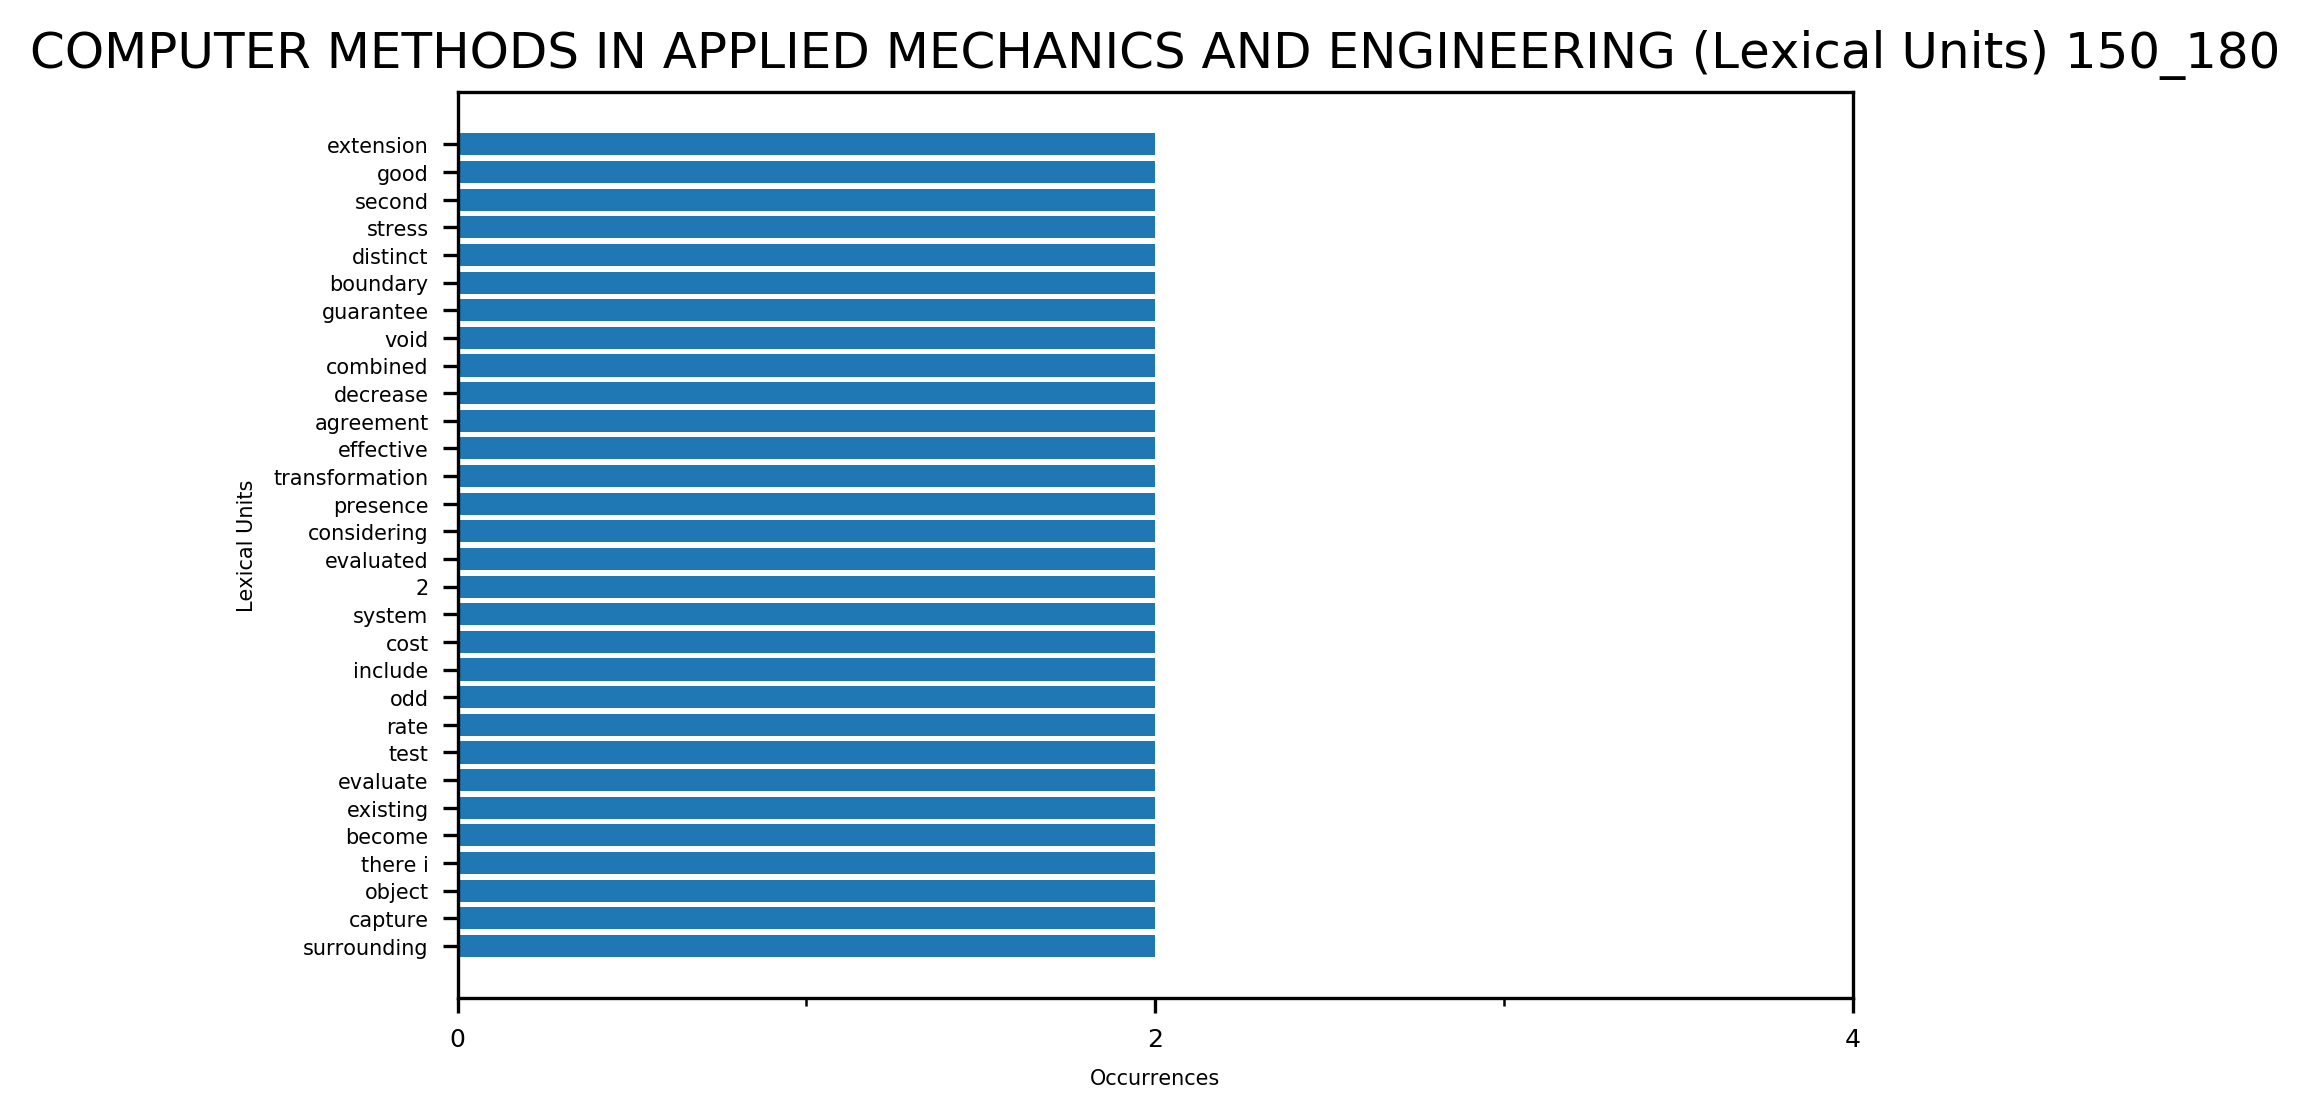 COMPUTER METHODS IN APPLIED MECHANICS AND ENGINEERING (Lexical Units) 150_180
extension
good
second
stress
distinct
boundary
guarantee
void
combined
decrease
agreement
effective
transformation
presence
considering
evaluated
2
system
cost
include
odd
rate
test
evaluate
existing
become
there i
object
capture
surrounding
Lexical Units
0 2 4
Occurrences